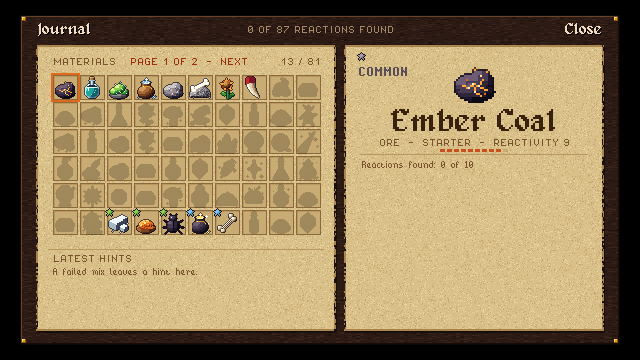 Journal
0 OF 87 REACTIONS FOUND
Close
MATERIALS PAGE 1 OF 2 - NEXT 13 / 81
LATEST HINTS
A failed mix leaves a hint here.
COMMON
Ember Coal
ORE - STARTER - REACTIVITY 9
Reactions found: 0 of 10